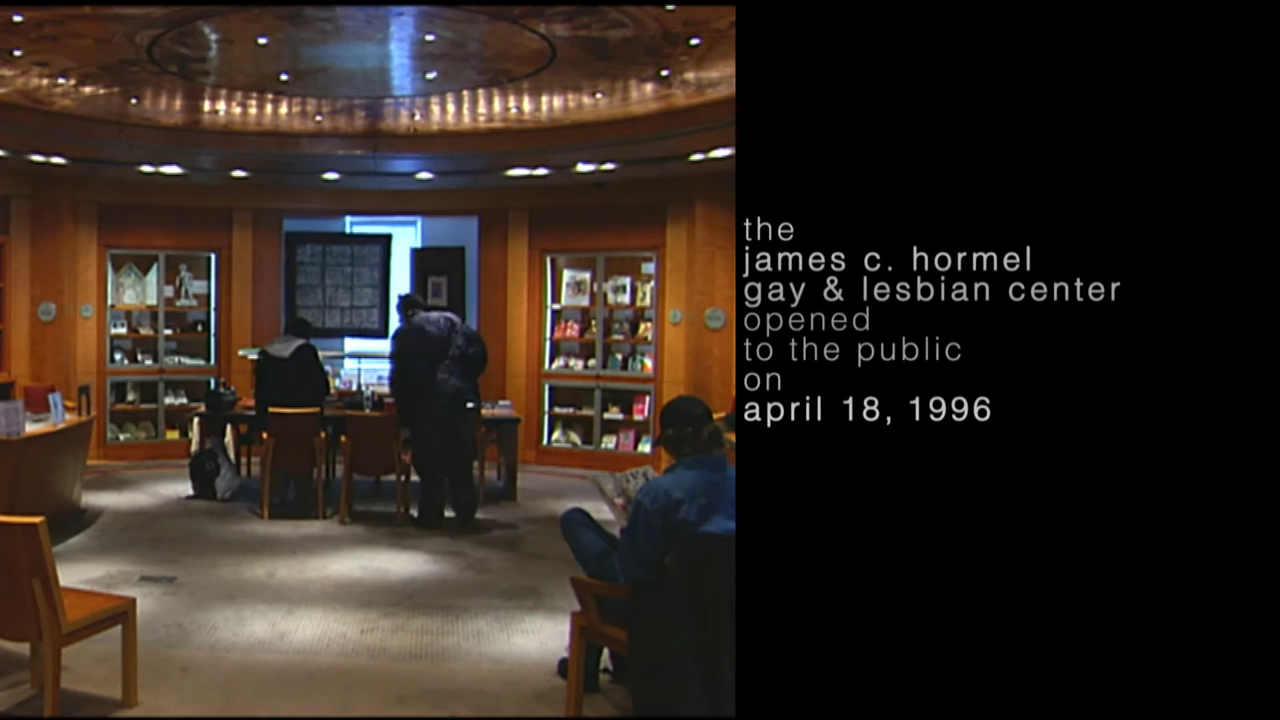 the
james c. hormel
gay & lesbian center
opened
to the public
on
april 18, 1996